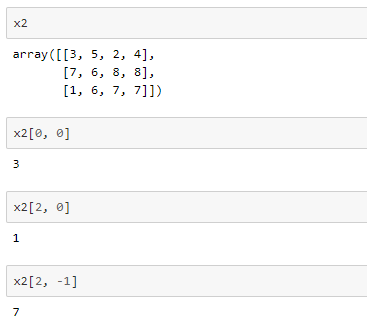 x2
array([[3, 5, 2, 4],
       [7, 6, 8, 8],
       [1, 6, 7, 7]])
x2[0, 0]
3
x2[2, 0]
1
x2[2, -1]
7